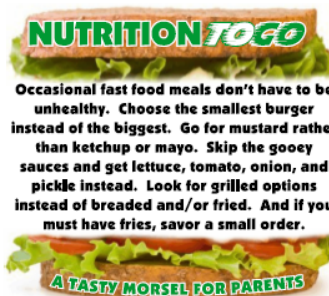 NUTRITION TO GO
Occasional fast food meals don't have to be
unhealthy. Choose the smallest burger
instead of the biggest. Go for mustard rathe
than ketchup or mayo. Skip the gooey
sauces and get lettuce, tomato, onion, and
pickle instead. Look for grilled options
instead of breaded and/or fried. And if you
must have fries, savor a small order.
A TASTY MORSEL FOR PARENTS